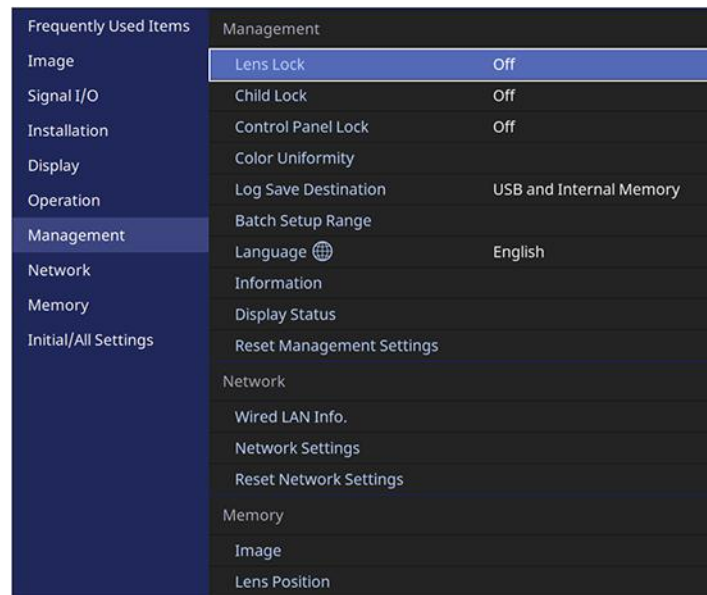 Frequently Used Items
Image
Signal I/O
Installation
Display
Operation
Management
Network
Memory
Initial/All Settings
Management
Lens Lock Off
Child Lock Off
Control Panel Lock Off
Color Uniformity
Log Save Destination USB and Internal Memory
Batch Setup Range
Language English
Information
Display Status
Reset Management Settings
Network
Wired LAN Info.
Network Settings
Reset Network Settings
Memory
Image
Lens Position